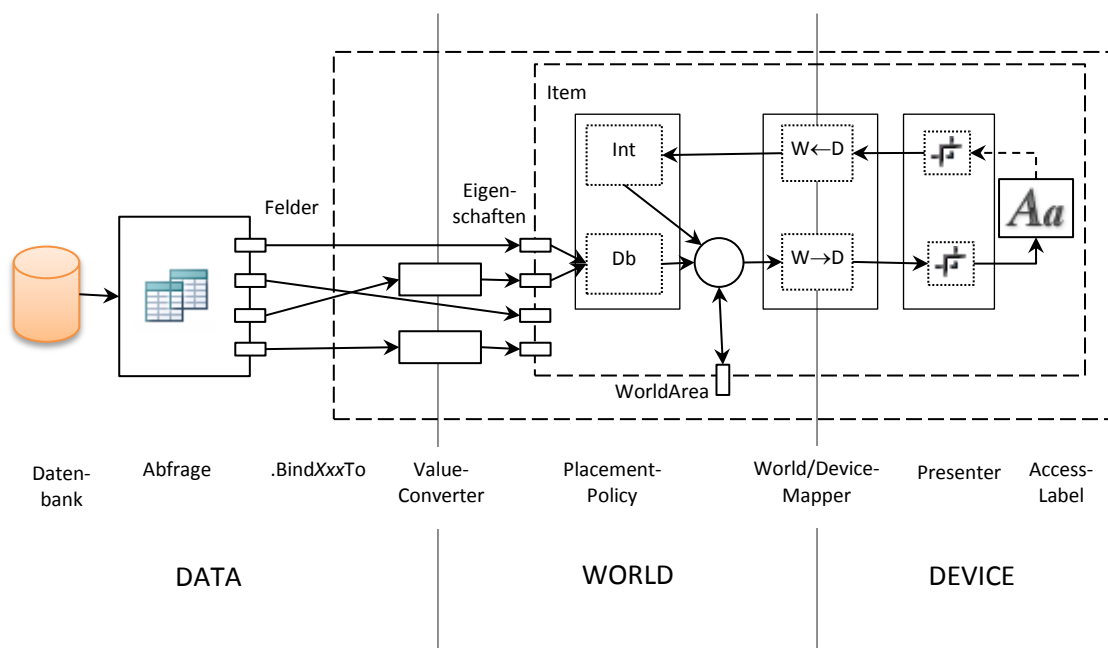 Item
Int
W←D
Eigen-
schaften
Felder
Aa
Db
W→D
WorldArea
Daten-
bank
Abfrage
.BindXxxTo
Value-
Converter
Placement-
Policy
World/Device-
Mapper
Presenter
Access-
Label
DATA
WORLD
DEVICE